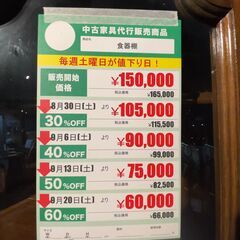 中古家具代行販売商品
商品名
食器棚
毎週土曜日が値下り日！
販売開始価格
¥150,000
税込価格 ¥165,000
8月30日(土)より
30%OFF
¥105,000
税込価格 ¥115,500
9月6日(土)より
40%OFF
¥90,000
税込価格 ¥99,000
9月13日(土)より
50%OFF
¥75,000
税込価格 ¥82,500
9月20日(土)より
60%OFF
¥60,000
税込価格 ¥66,000
サイズ
W
D
H